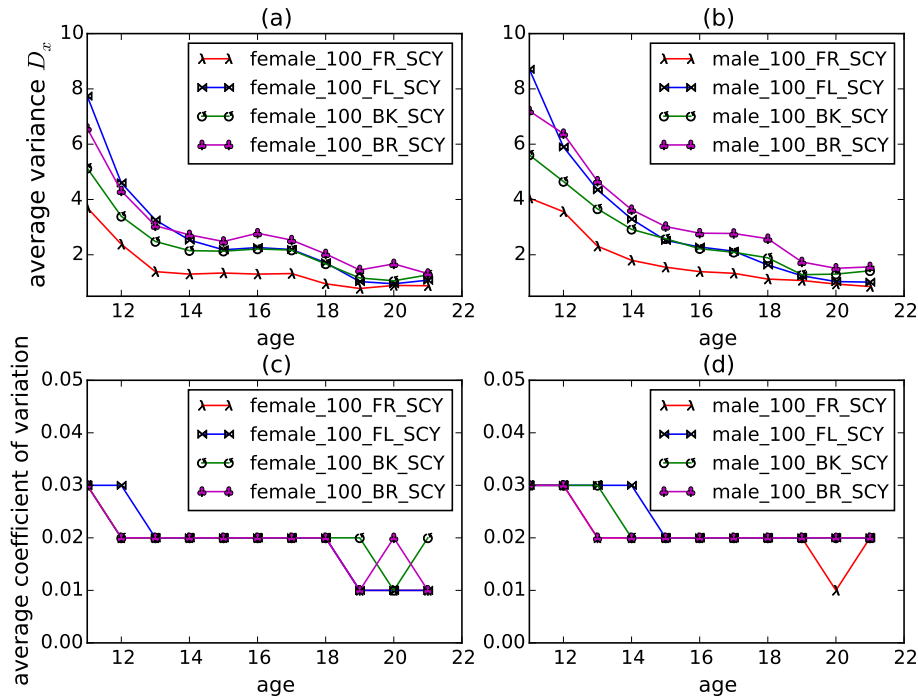 (a)
average variance D_x
10
8
6
4
2
female_100_FR_SCY
female_100_FL_SCY
female_100_BK_SCY
female_100_BR_SCY
12 14 16 18 20 22
age
(b)
10
8
6
4
2
male_100_FR_SCY
male_100_FL_SCY
male_100_BK_SCY
male_100_BR_SCY
12 14 16 18 20 22
age
(c)
average coefficient of variation
0.05
0.04
0.03
0.02
0.01
0.00
female_100_FR_SCY
female_100_FL_SCY
female_100_BK_SCY
female_100_BR_SCY
12 14 16 18 20 22
age
(d)
0.05
0.04
0.03
0.02
0.01
0.00
male_100_FR_SCY
male_100_FL_SCY
male_100_BK_SCY
male_100_BR_SCY
12 14 16 18 20 22
age